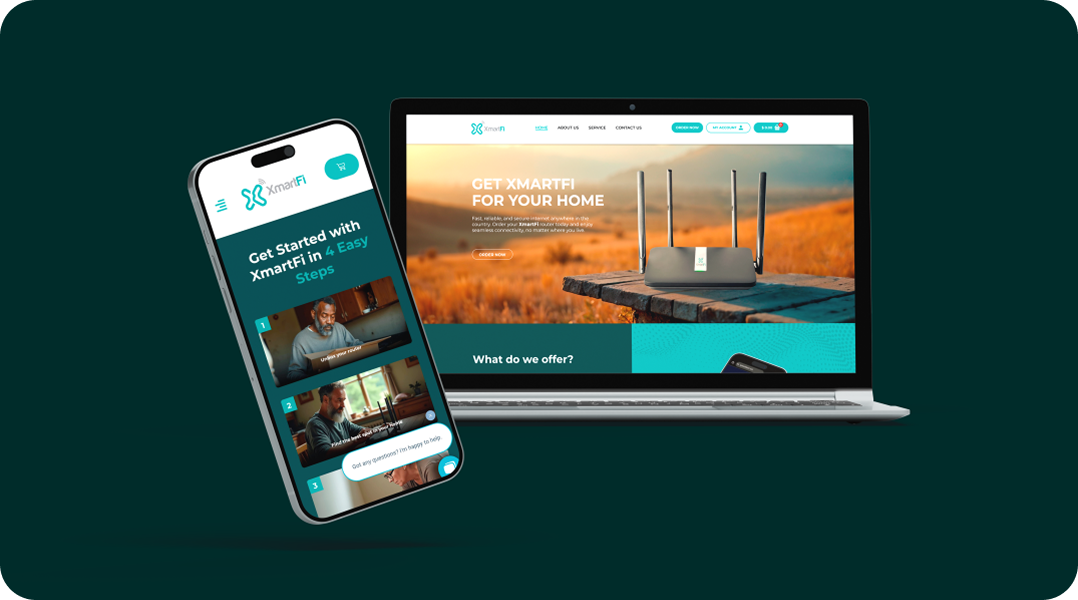 XmartFi
Get Started with
XmartFi in 4 Easy
Steps
1
Unbox your router
2
Find the best spot in your home
Got any questions? I'm happy to help.
3
XmartFi
HOME
ABOUT US
SERVICE
CONTACT US
ORDER NOW
MY ACCOUNT
GET XMARTFI
FOR YOUR HOME
Fast, reliable, and secure internet anywhere in the
country. Order your XmartFi router today and enjoy
seamless connectivity, no matter where you live.
ORDER NOW
What do we offer?